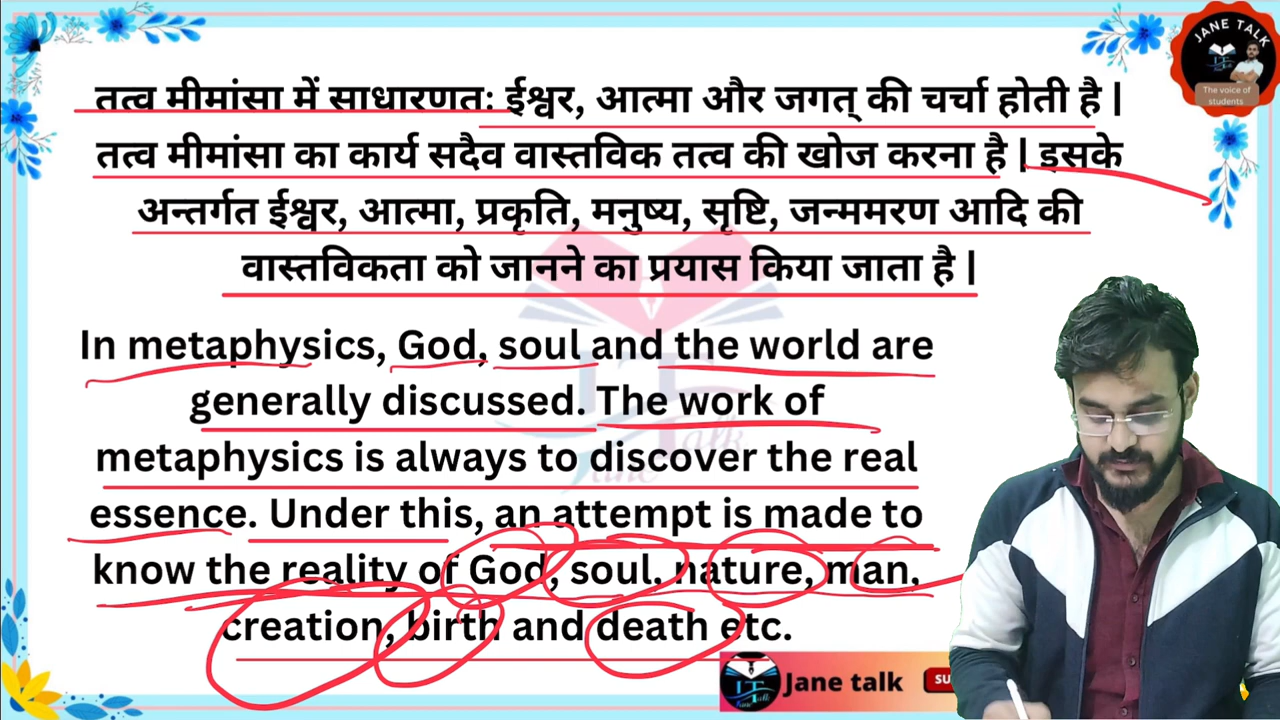 JANE TALK
The voice of
students
तत्व मीमांसा में साधारणत: ईश्वर, आत्मा और जगत् की चर्चा होती है |
तत्व मीमांसा का कार्य सदैव वास्तविक तत्व की खोज करना है | इसके
अन्तर्गत ईश्वर, आत्मा, प्रकृति, मनुष्य, सृष्टि, जन्ममरण आदि की
वास्तविकता को जानने का प्रयास किया जाता है |
In metaphysics, God, soul and the world are
generally discussed. The work of
metaphysics is always to discover the real
essence. Under this, an attempt is made to
know the reality of God, soul, nature, man,
creation, birth and death etc.
Jane talk